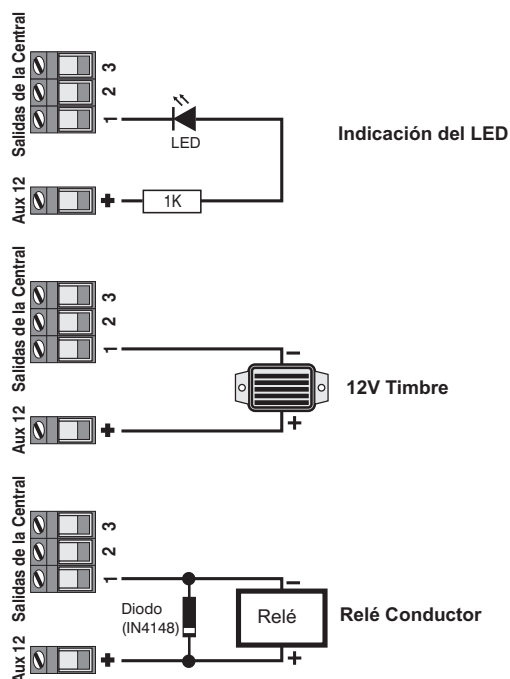 Salidas de la Central
3
2
1
LED
Indicación del LED
Aux 12
+
1K
Salidas de la Central
3
2
1
–
12V Timbre
Aux 12
+
+
Salidas de la Central
3
2
1
–
Diodo
(IN4148)
Relé
Relé Conductor
Aux 12
+
+